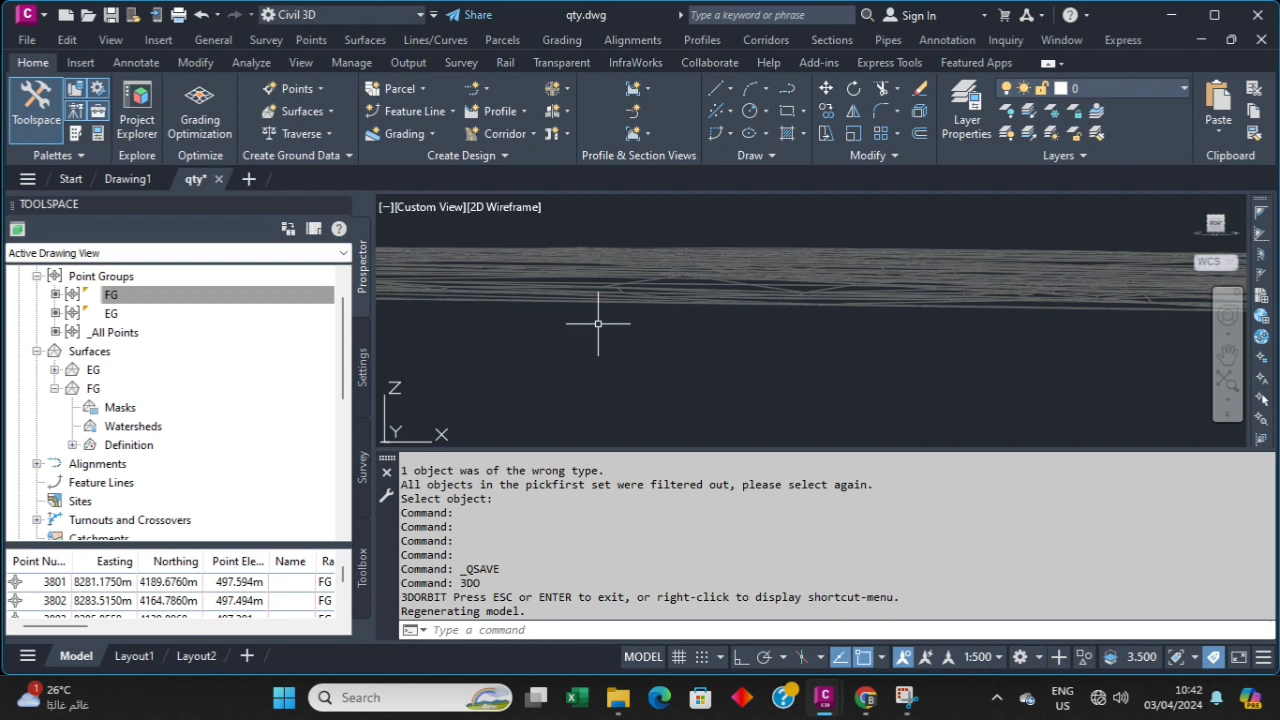 C
Civil 3D
Share
qty.dwg
Type a keyword or phrase
Sign In
File Edit View Insert General Survey Points Surfaces Lines/Curves Parcels Grading Alignments Profiles Corridors Sections Pipes Annotation Inquiry Window Express
Home Insert Annotate Modify Analyze View Manage Output Survey Rail Transparent InfraWorks Collaborate Help Add-ins Express Tools Featured Apps
Toolspace
Project Explorer
Grading Optimization
Points
Surfaces
Traverse
Parcel
Feature Line
Grading
Profile
Corridor
Layer Properties
0
Paste
Palettes Explore Optimize Create Ground Data Create Design Profile & Section Views Draw Modify Layers Clipboard
Start Drawing1 qty*
TOOLSPACE
Active Drawing View
Point Groups
FG
EG
_All Points
Surfaces
EG
FG
Masks
Watersheds
Definition
Alignments
Feature Lines
Sites
Turnouts and Crossovers
Catchments
Prospector
Settings
Survey
Toolbox
Point Nu... Easting Northing Point Ele... Name Ra
3801 8281.1750m 4189.6760m 497.594m FG
3802 8283.5150m 4164.7860m 497.494m FG
[−][Custom View][2D Wireframe]
FRONT
WCS
Z
Y X
1 object was of the wrong type.
All objects in the pickfirst set were filtered out, please select again.
Select object:
Command:
Command:
Command:
Command:
Command: _QSAVE
Command: 3DO
3DORBIT Press ESC or ENTER to exit, or right-click to display shortcut-menu.
Regenerating model.
Type a command
Model Layout1 Layout2
MODEL 1:500 3.500
1
26°C
غائم غالبًا
Search
ENG
US
10:42
03/04/2024
PRE